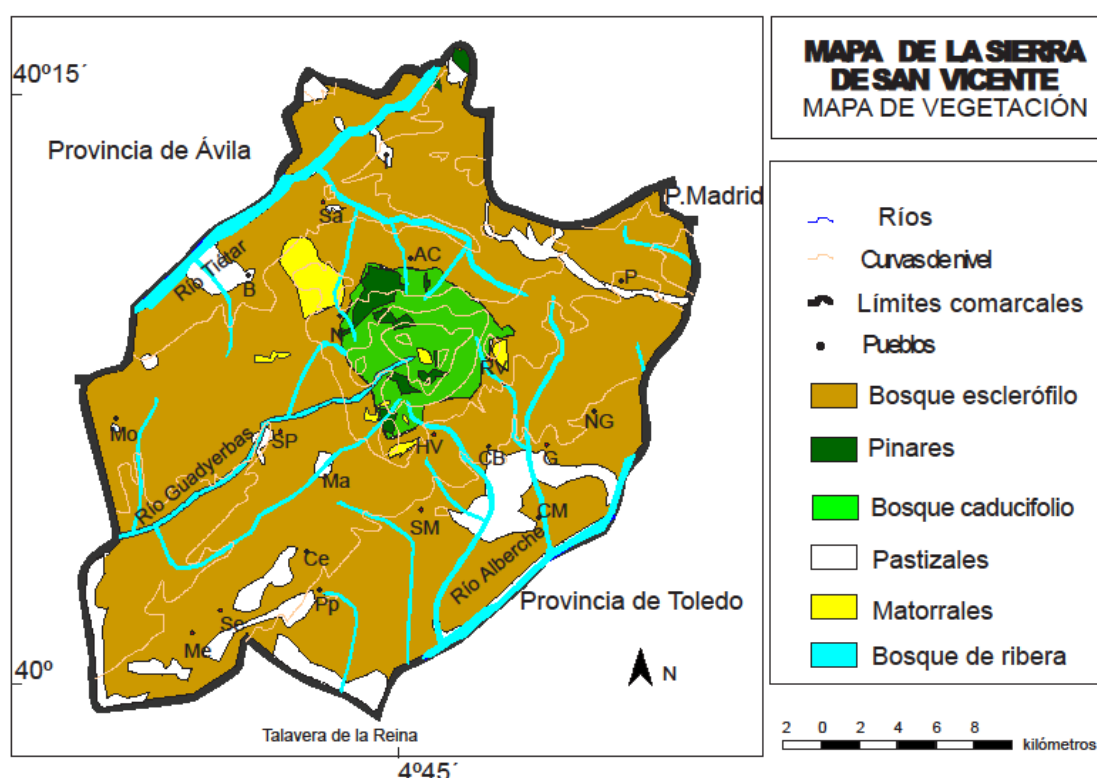 MAPA DE LA SIERRA
DE SAN VICENTE
MAPA DE VEGETACIÓN
40º15´
Provincia de Ávila
P.Madrid
Sa
AC
Río Tiétar
B
P
N
RV
Mo
SP
NG
Río Guadyerbas
HV
CB
G
Ma
SM
CM
Ce
Río Alberche
Pp
Provincia de Toledo
Se
Me
40º
N
Talavera de la Reina
4º45´
Ríos
Curvas de nivel
Límites comarcales
Pueblos
Bosque esclerófilo
Pinares
Bosque caducifolio
Pastizales
Matorrales
Bosque de ribera
2 0 2 4 6 8
kilómetros